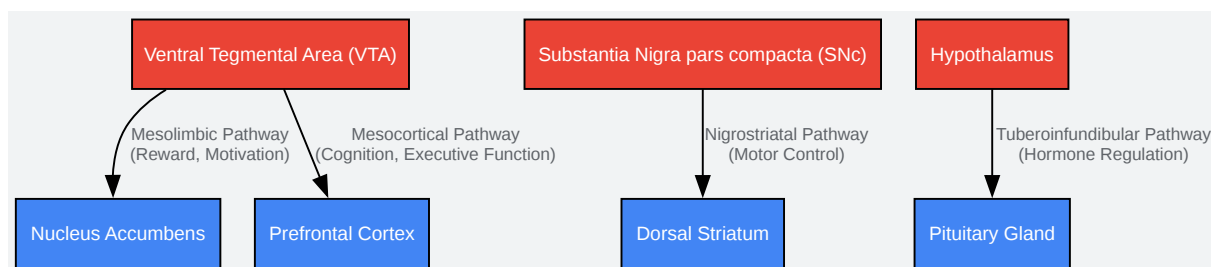 Ventral Tegmental Area (VTA)
Substantia Nigra pars compacta (SNc)
Hypothalamus
Mesolimbic Pathway
(Reward, Motivation)
Mesocortical Pathway
(Cognition, Executive Function)
Nigrostriatal Pathway
(Motor Control)
Tuberoinfundibular Pathway
(Hormone Regulation)
Nucleus Accumbens
Prefrontal Cortex
Dorsal Striatum
Pituitary Gland